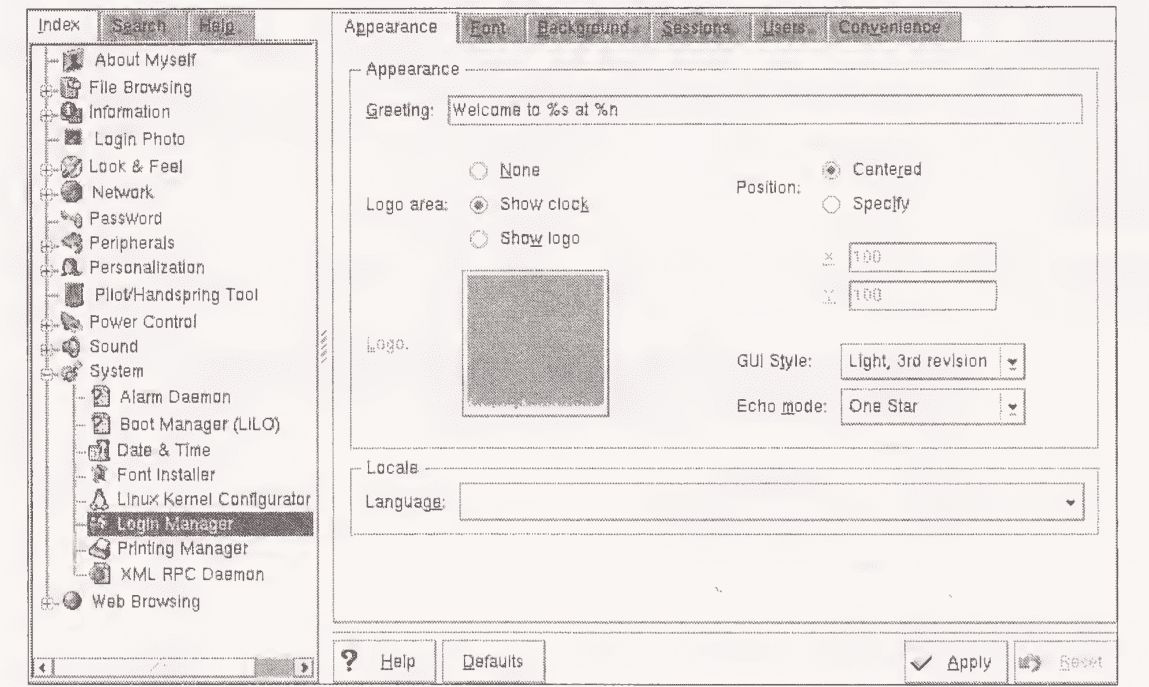 Index Search Help
About Myself
File Browsing
Information
Login Photo
Look & Feel
Network
Password
Peripherals
Personalization
Pilot/Handspring Tool
Power Control
Sound
System
Alarm Daemon
Boot Manager (LILO)
Date & Time
Font Installer
Linux Kernel Configurator
Login Manager
Printing Manager
XML RPC Daemon
Web Browsing
Appearance Font Background Sessions Users Convenience
Appearance
Greeting: Welcome to %s at %n
Logo area:
None
Show clock
Show logo
Position:
Centered
Specify
X 100
Y: 100
Logo:
GUI Style: Light, 3rd revision
Echo mode: One Star
Locale
Language:
? Help Defaults Apply Reset